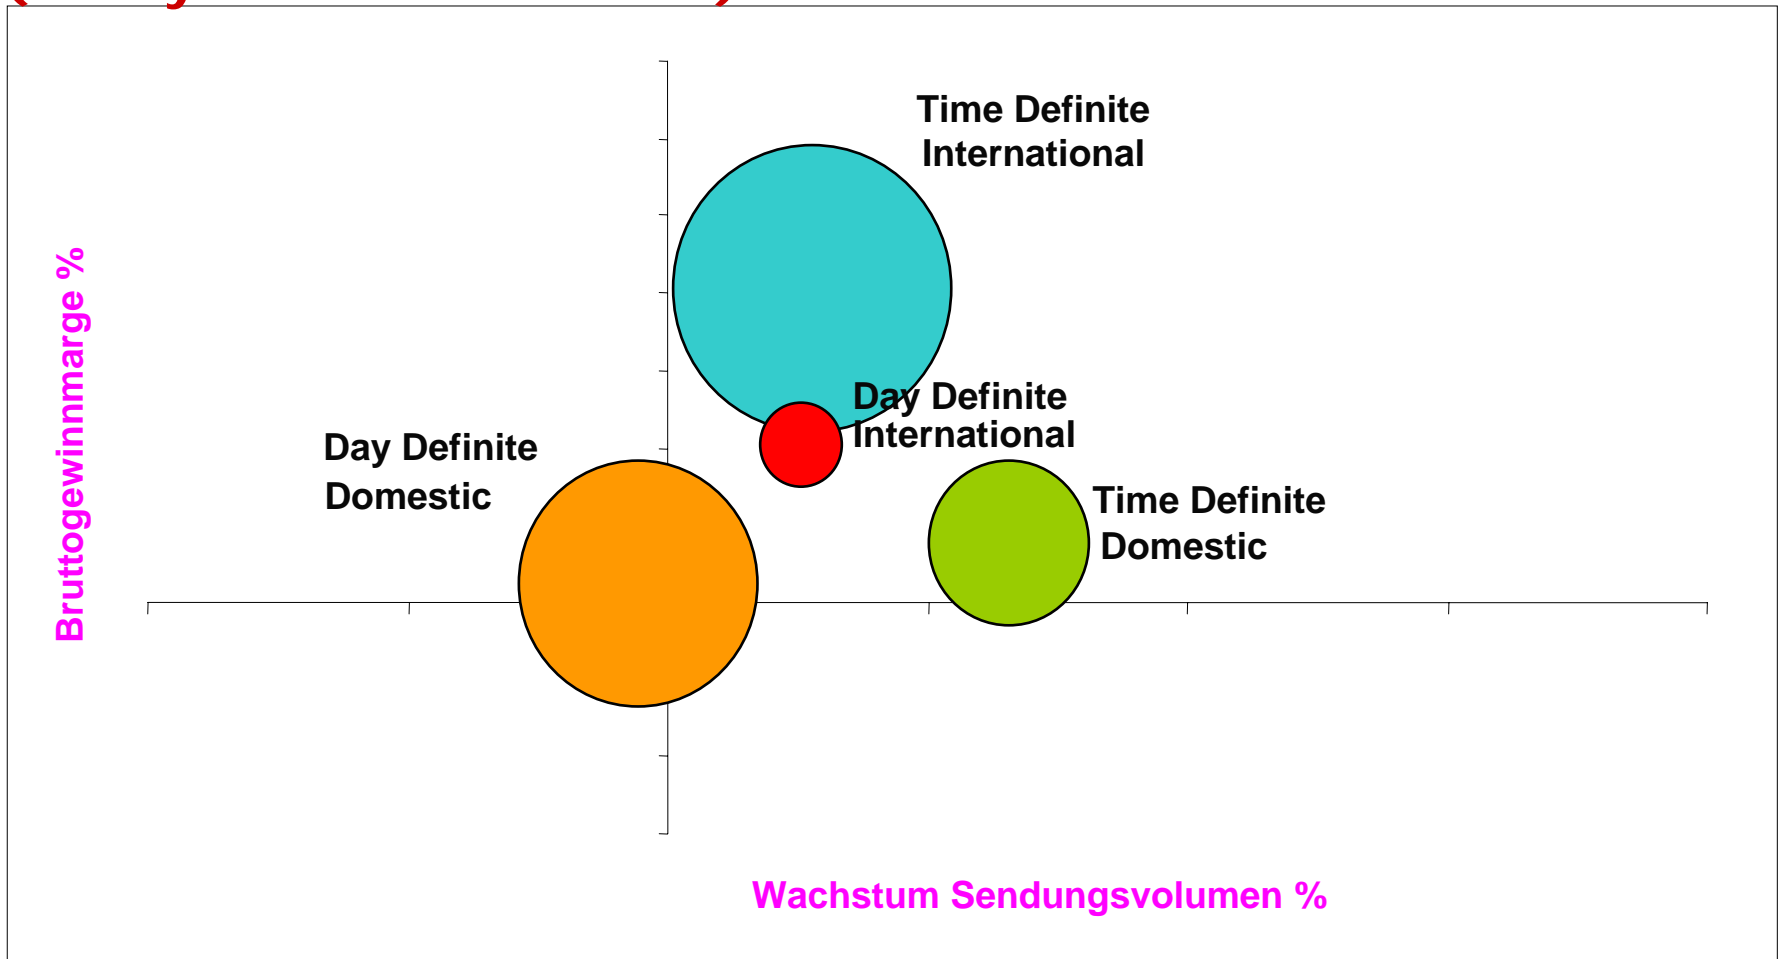 Time Definite
International
Day Definite
International
Day Definite
Domestic
Time Definite
Domestic
Bruttogewinnmarge %
Wachstum Sendungsvolumen %